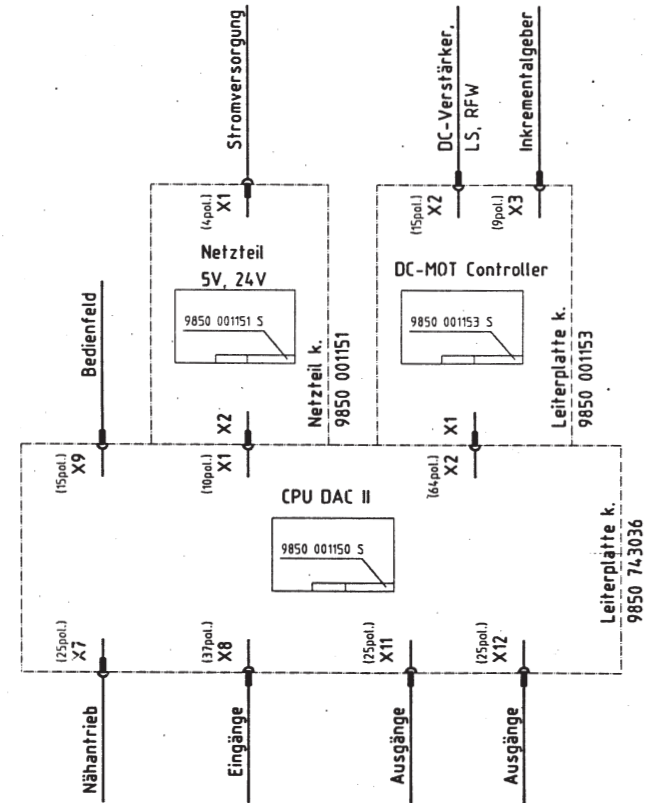 Stromversorgung
DC-Verstärker,
LS, RFW
Inkrementalgeber
(4pol.)
X1
(15pol.)
X2
(9pol.)
X3
Netzteil
5V, 24V
DC-MOT Controller
9850 001151 S
9850 001153 S
Bedienfeld
Netzteil k.
9850 001151
Leiterplatte k.
9850 001153
X2
X1
(15pol.)
X9
(10pol.)
X1
(64pol.)
X2
CPU DAC II
9850 001150 S
Leiterplatte k.
9850 743036
(25pol.)
X7
(37pol.)
X8
(25pol.)
X11
(25pol.)
X12
Nähantrieb
Eingänge
Ausgänge
Ausgänge